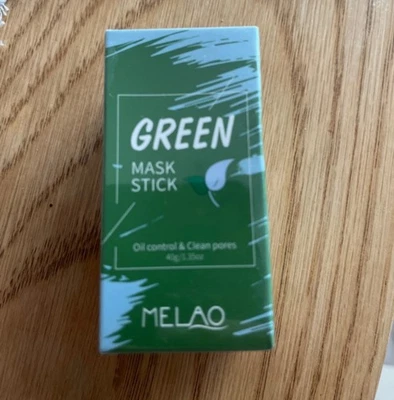 GREEN
MASK
STICK
Oil control & Clean pores
40g/1.35oz
MELAO